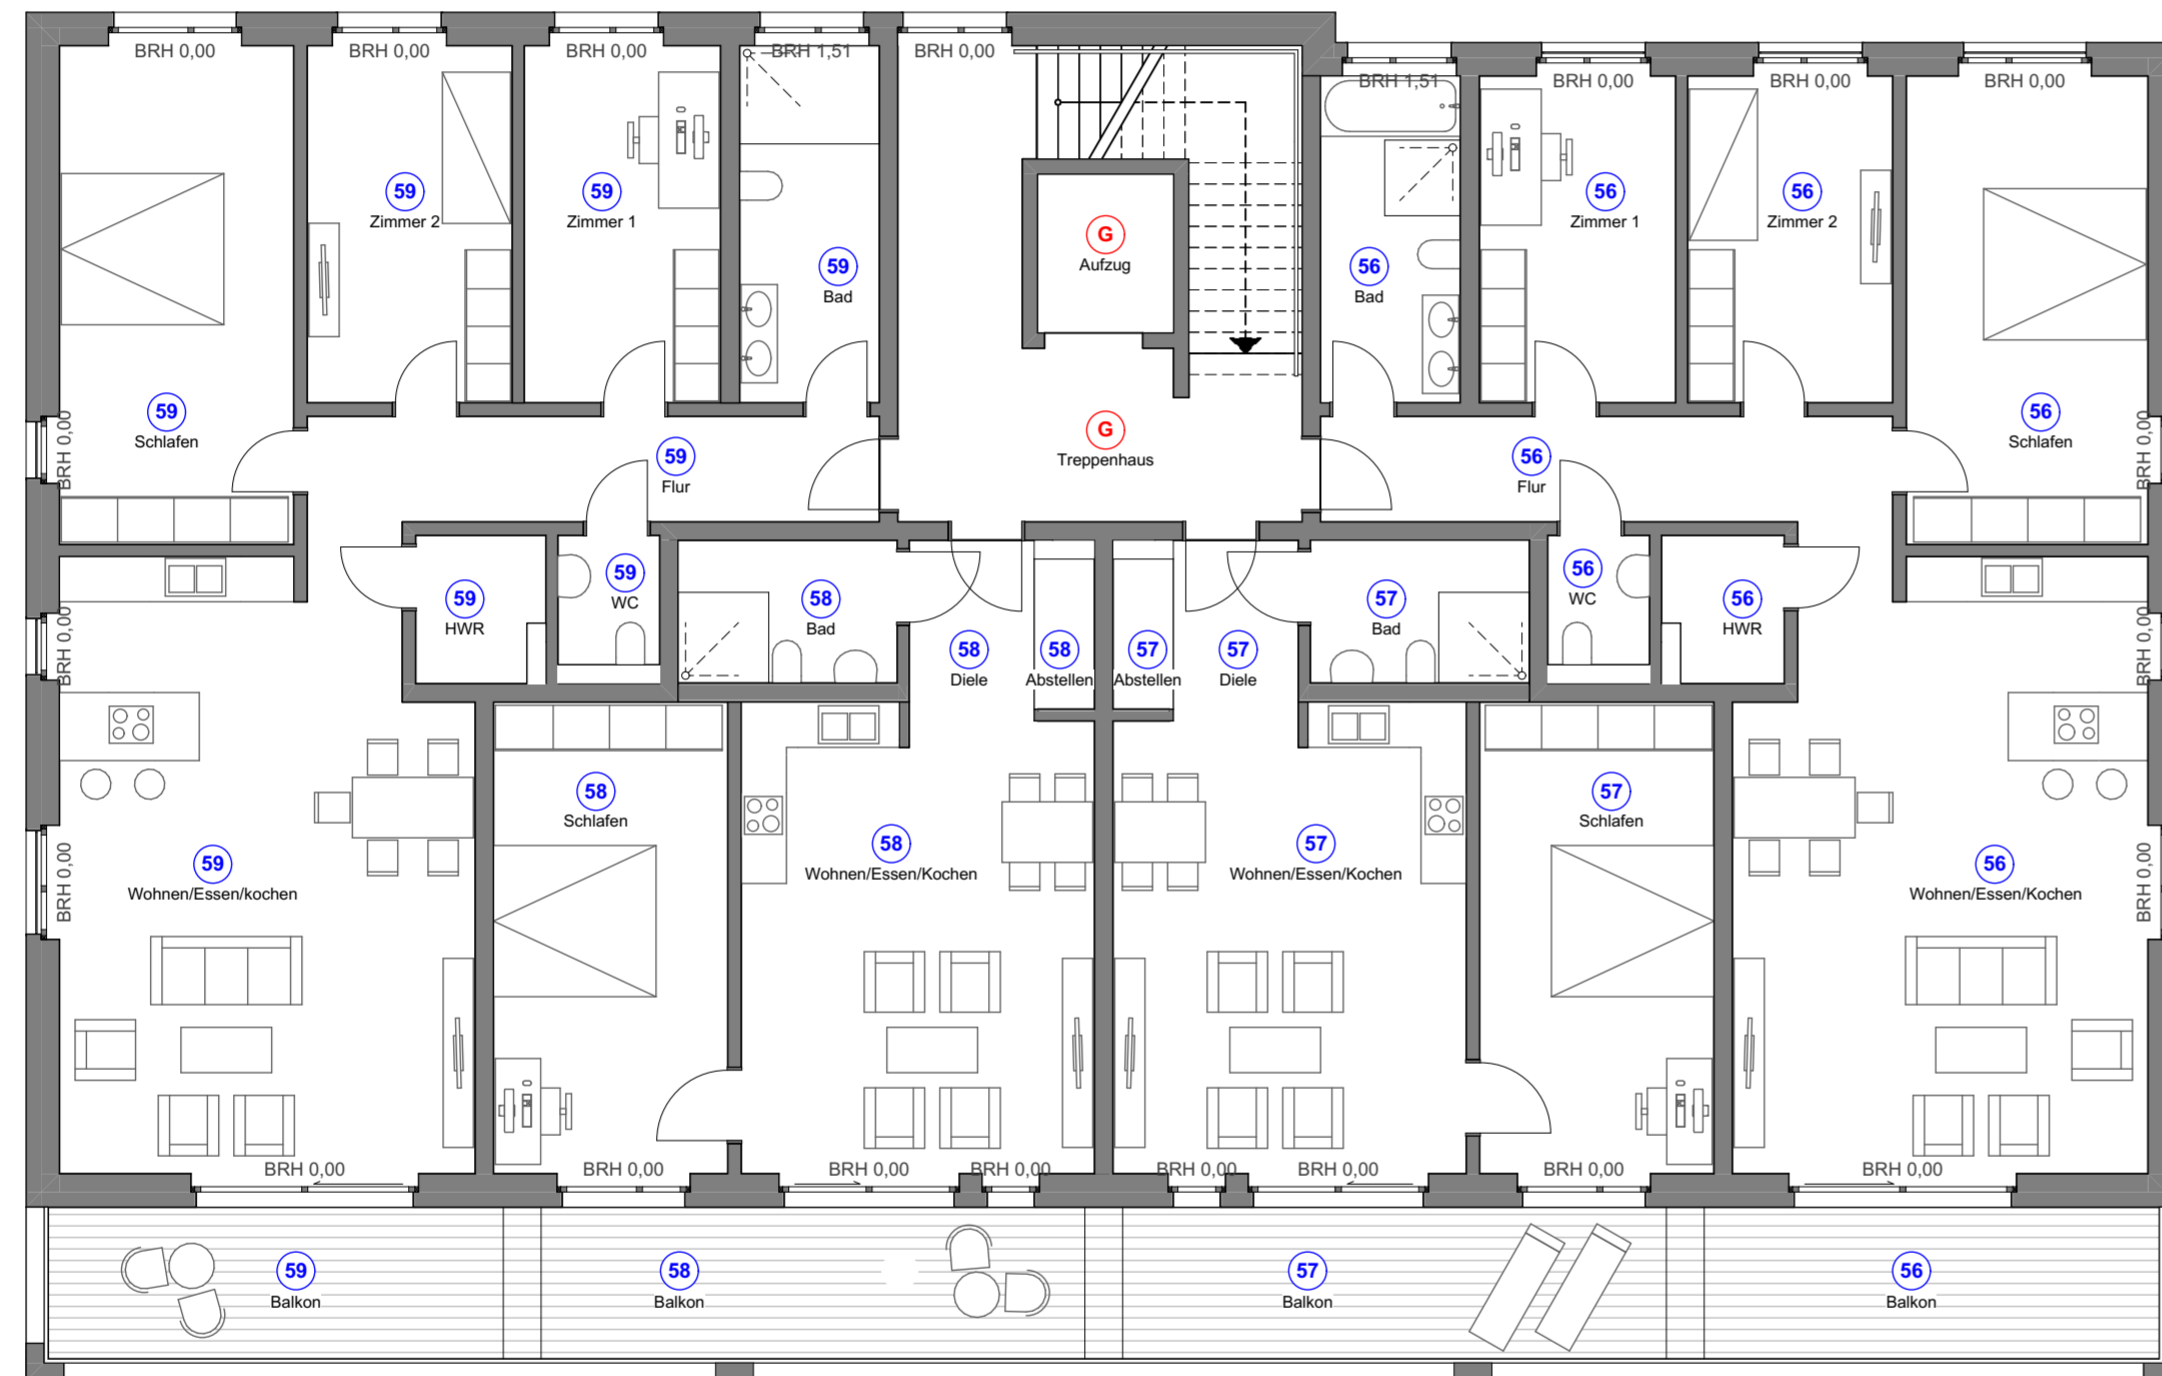 BRH 0,00
BRH 0,00
BRH 0,00
BRH 1,51
BRH 0,00
BRH 1,51
BRH 0,00
BRH 0,00
BRH 0,00
59
Zimmer 2
59
Zimmer 1
59
Bad
G
Aufzug
56
Bad
56
Zimmer 1
56
Zimmer 2
59
Schlafen
BRH 0,00
59
Flur
G
Treppenhaus
56
Flur
56
Schlafen
BRH 0,00
BRH 0,00
59
HWR
59
WC
58
Bad
58
Diele
58
Abstellen
57
Abstellen
57
Diele
57
Bad
56
WC
56
HWR
BRH 0,00
BRH 0,00
59
Wohnen/Essen/kochen
58
Schlafen
58
Wohnen/Essen/Kochen
57
Wohnen/Essen/Kochen
57
Schlafen
56
Wohnen/Essen/Kochen
BRH 0,00
BRH 0,00
BRH 0,00
BRH 0,00
BRH 0,00
BRH 0,00
BRH 0,00
BRH 0,00
BRH 0,00
59
Balkon
58
Balkon
57
Balkon
56
Balkon